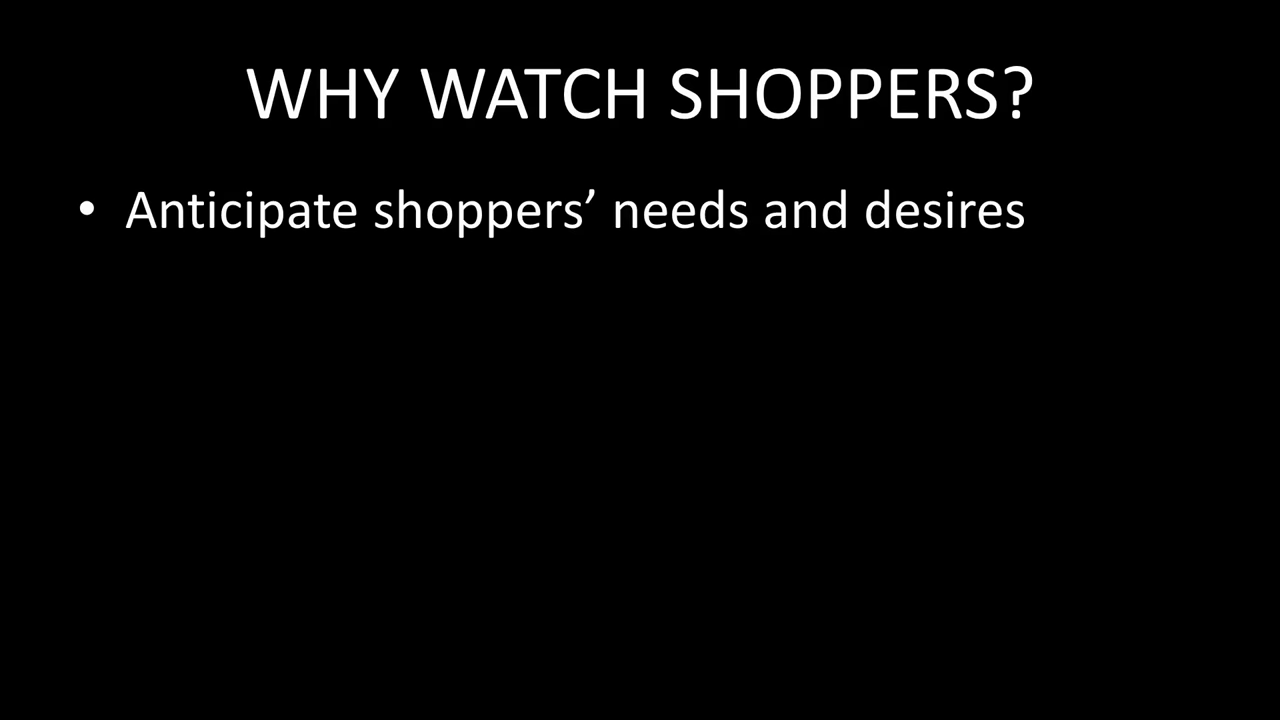 WHY WATCH SHOPPERS?
• Anticipate shoppers’ needs and desires